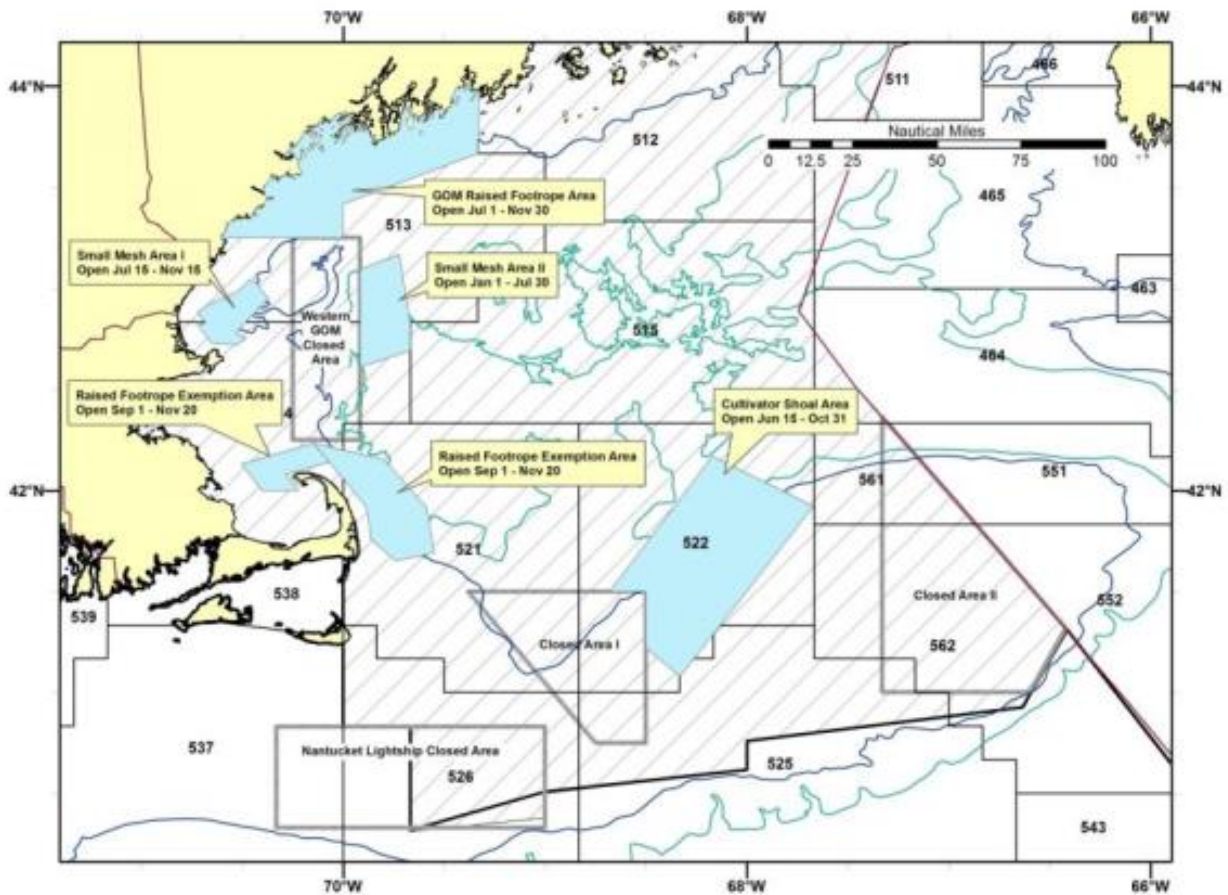 70°W 68°W 66°W
44°N 44°N
511
466
Nautical Miles
0 12.5 25 50 75 100
512
465
GOM Raised Footrope Area
Open Jul 1 - Nov 30
513
Small Mesh Area I
Open Jul 15 - Nov 15
Small Mesh Area II
Open Jan 1 - Jul 30
463
Western
GOM
Closed
Area
515
464
Raised Footrope Exemption Area
Open Sep 1 - Nov 20
Cultivator Shoal Area
Open Jun 15 - Oct 31
Raised Footrope Exemption Area
Open Sep 1 - Nov 20
551
561
42°N 42°N
521
522
538
539
Closed Area II
552
Closed Area I
562
537
Nantucket Lightship Closed Area
526
525
543
70°W 68°W 66°W